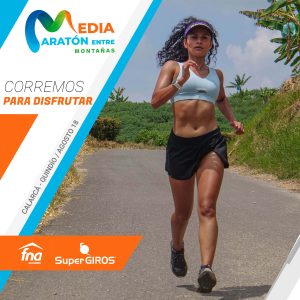 MEDIA
MARATÓN ENTRE
MONTAÑAS
CORREMOS
PARA DISFRUTAR
CALARCÁ - QUINDÍO / AGOSTO 18
fna
SuperGIROS